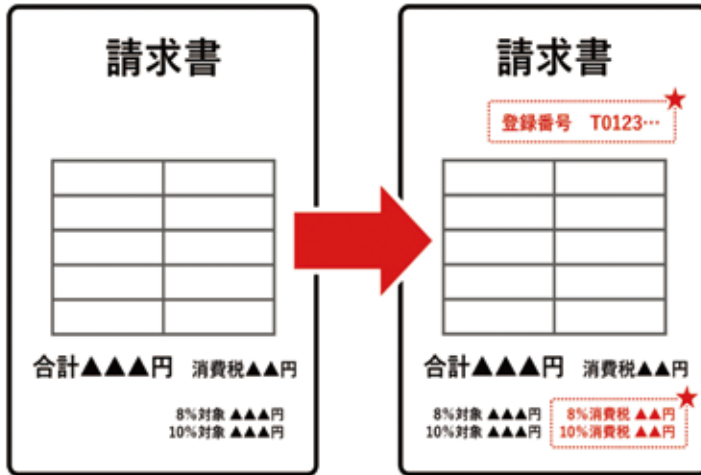 請求書
合計▲▲▲円 消費税▲▲円
8%対象 ▲▲▲円
10%対象 ▲▲▲円
請求書
登録番号 T0123…
合計▲▲▲円 消費税▲▲円
8%対象 ▲▲▲円 8%消費税 ▲▲円
10%対象 ▲▲▲円 10%消費税 ▲▲円